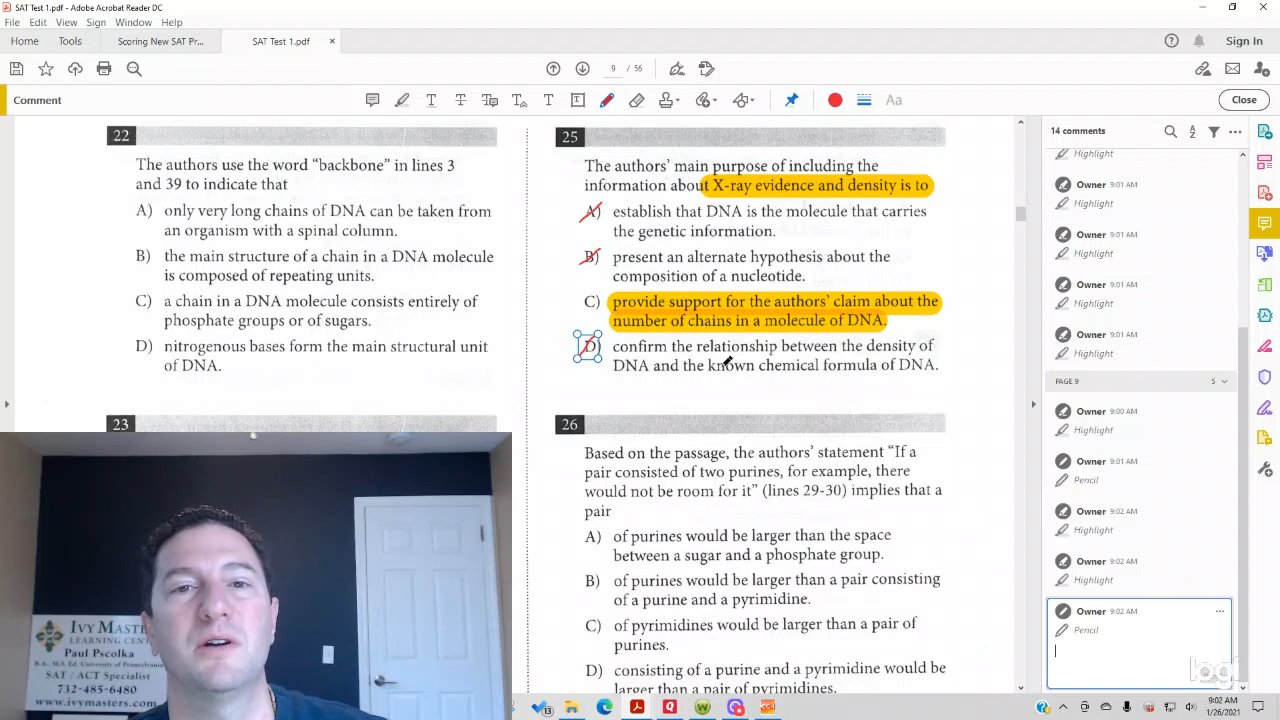 SAT Test 1.pdf - Adobe Acrobat Reader DC
File Edit View Sign Window Help
Home Tools Scoring New SAT Pr... SAT Test 1.pdf × Sign In
9 / 56
Comment Aa Close
22
The authors use the word “backbone” in lines 3
and 39 to indicate that
A) only very long chains of DNA can be taken from
an organism with a spinal column.
B) the main structure of a chain in a DNA molecule
is composed of repeating units.
C) a chain in a DNA molecule consists entirely of
phosphate groups or of sugars.
D) nitrogenous bases form the main structural unit
of DNA.
23
25
The authors’ main purpose of including the
information about X-ray evidence and density is to
A) establish that DNA is the molecule that carries
the genetic information.
B) present an alternate hypothesis about the
composition of a nucleotide.
C) provide support for the authors’ claim about the
number of chains in a molecule of DNA.
D) confirm the relationship between the density of
DNA and the known chemical formula of DNA.
26
Based on the passage, the authors’ statement “If a
pair consisted of two purines, for example, there
would not be room for it” (lines 29-30) implies that a
pair
A) of purines would be larger than the space
between a sugar and a phosphate group.
B) of purines would be larger than a pair consisting
of a purine and a pyrimidine.
C) of pyrimidines would be larger than a pair of
purines.
D) consisting of a purine and a pyrimidine would be
larger than a pair of pyrimidines.
14 comments
Highlight
Owner 9:01 AM
Highlight
Owner 9:01 AM
Highlight
Owner 9:01 AM
Highlight
Owner 9:01 AM
Highlight
PAGE 9 5
Owner 9:00 AM
Highlight
Owner 9:01 AM
Pencil
Owner 9:02 AM
Highlight
Owner 9:02 AM
Highlight
Owner 9:02 AM
Pencil
IVY MASTERS
LEARNING CENTER
Paul Pscolka
B.A., M.S. Ed. University of Pennsylvania
SAT / ACT Specialist
732-485-6480
www.ivymasters.com
logi
9:02 AM
1/26/2021